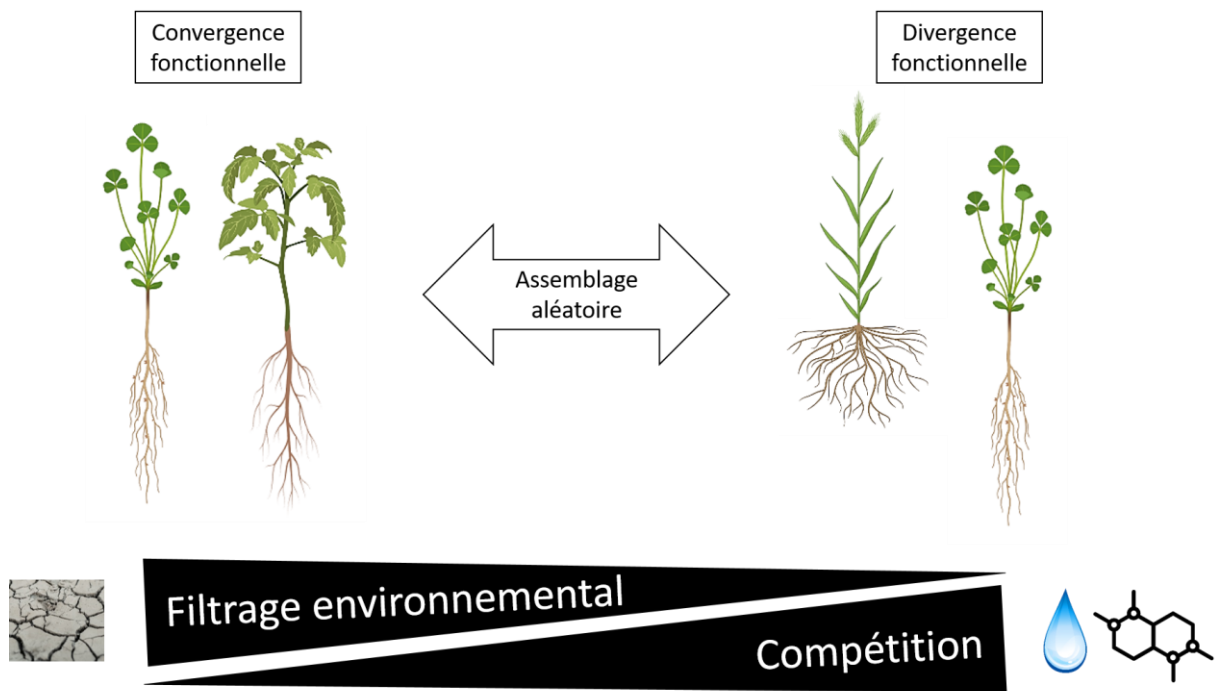 Convergence
fonctionnelle
Divergence
fonctionnelle
Assemblage
aléatoire
Filtrage environnemental
Compétition